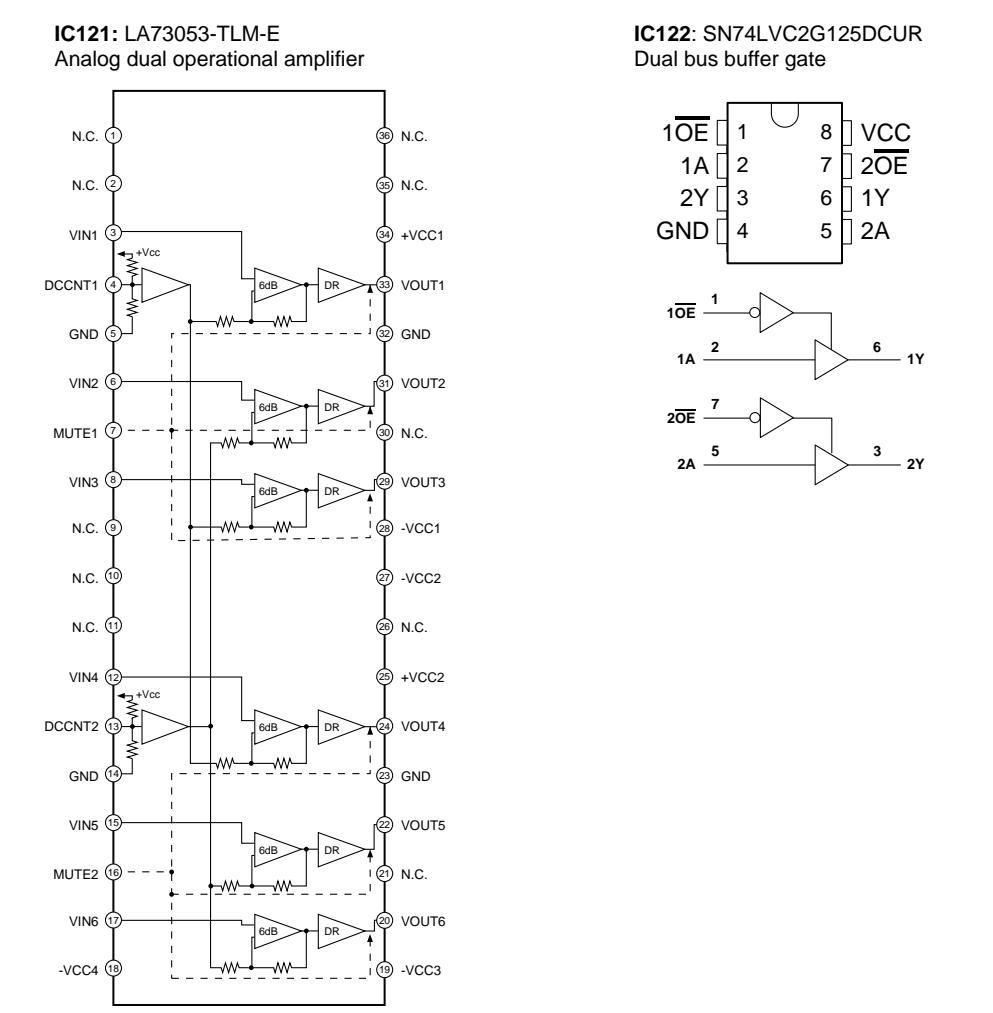 IC121: LA73053-TLM-E
Analog dual operational amplifier
N.C. 1
36 N.C.
N.C. 2
35 N.C.
VIN1 3
34 +VCC1
+Vcc
DCCNT1 4
6dB
DR
33 VOUT1
GND 5
32 GND
VIN2 6
31 VOUT2
6dB
DR
MUTE1 7
30 N.C.
VIN3 8
29 VOUT3
6dB
DR
N.C. 9
28 -VCC1
N.C. 10
27 -VCC2
N.C. 11
26 N.C.
VIN4 12
25 +VCC2
+Vcc
DCCNT2 13
6dB
DR
24 VOUT4
GND 14
23 GND
VIN5 15
22 VOUT5
6dB
DR
MUTE2 16
21 N.C.
VIN6 17
20 VOUT6
6dB
DR
-VCC4 18
19 -VCC3
IC122: SN74LVC2G125DCUR
Dual bus buffer gate
1OE 1
8 VCC
1A 2
7 2OE
2Y 3
6 1Y
GND 4
5 2A
1OE 1
1A 2
6 1Y
2OE 7
2A 5
3 2Y